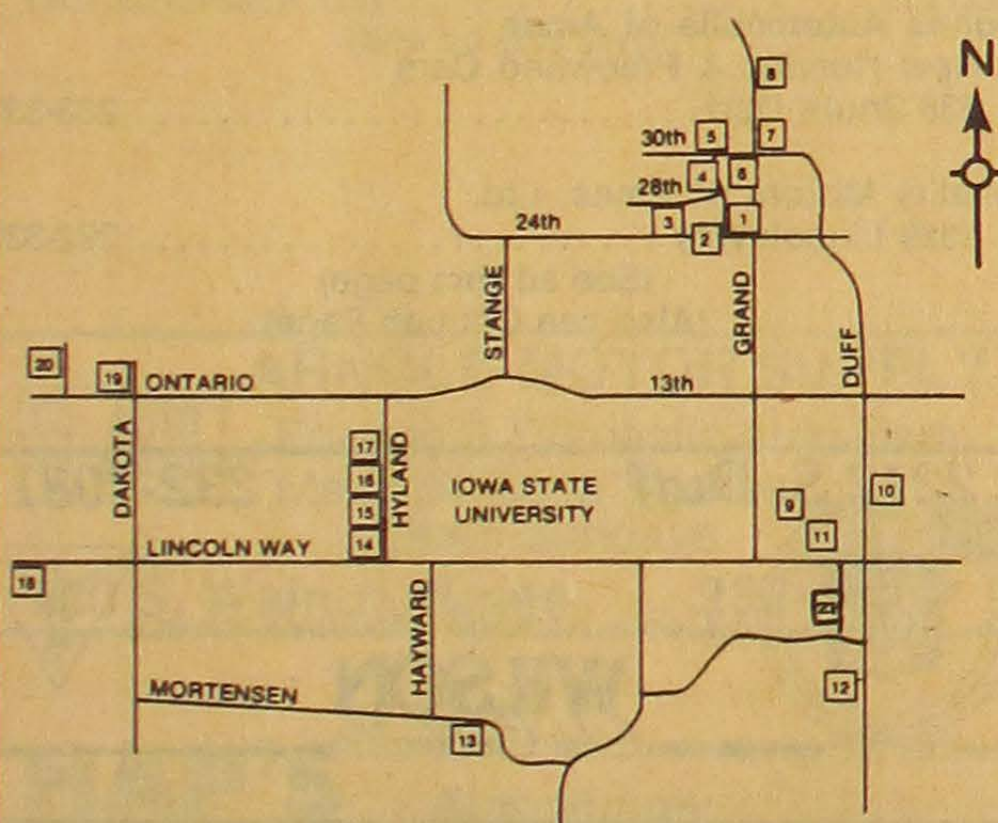 N
8
30th
5
7
4
6
28th
3
1
24th
2
STANGE
GRAND
DUFF
20
19
ONTARIO
13th
DAKOTA
17
16
15
14
HYLAND
IOWA STATE
UNIVERSITY
9
10
11
LINCOLN WAY
18
HAYWARD
21
MORTENSEN
12
13